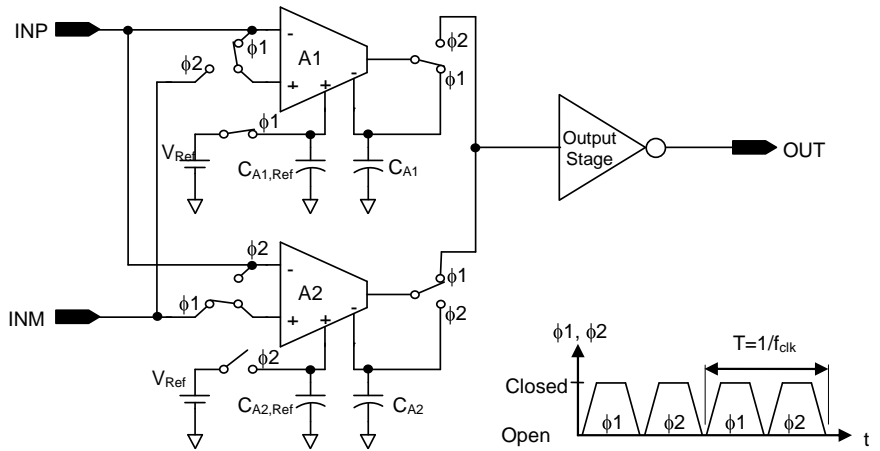 INP
ϕ1
ϕ2
-
+
A1
+
-
ϕ2
ϕ1
ϕ1
VRef
CA1,Ref
CA1
Output
Stage
OUT
INM
ϕ2
ϕ1
-
+
A2
+
-
ϕ1
ϕ2
ϕ2
VRef
CA2,Ref
CA2
ϕ1, ϕ2
T=1/fclk
Closed
Open
ϕ1
ϕ2
ϕ1
ϕ2
t